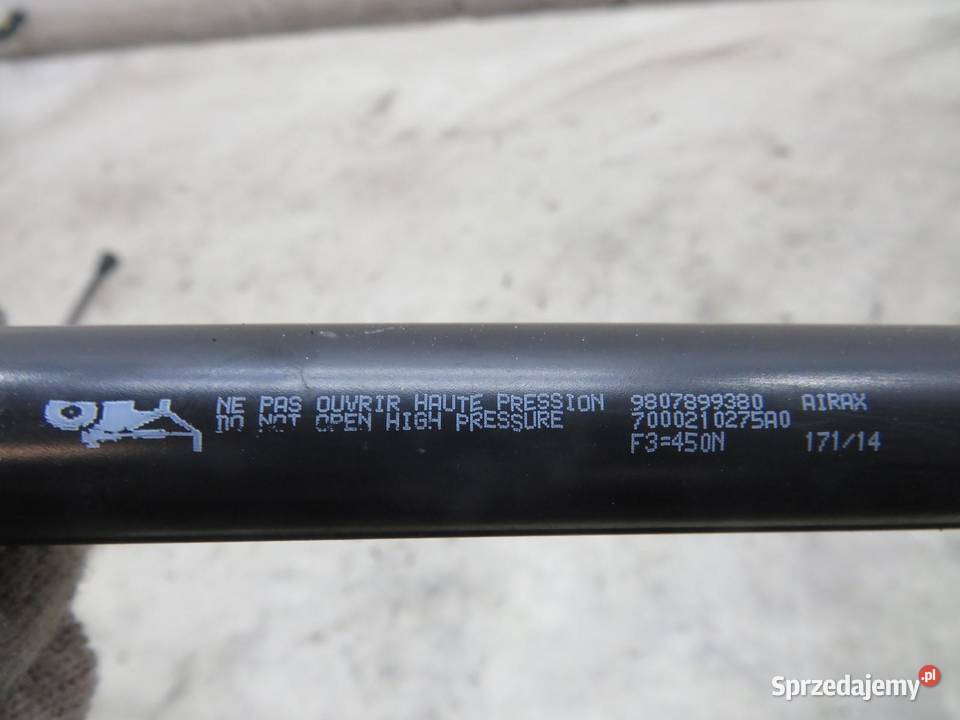 NE PAS OUVRIR HAUTE PRESSION 9807899380 AIRAX
DO NOT OPEN HIGH PRESSURE 7000210275A0
F3=450N 171/14
Sprzedajemy.pl